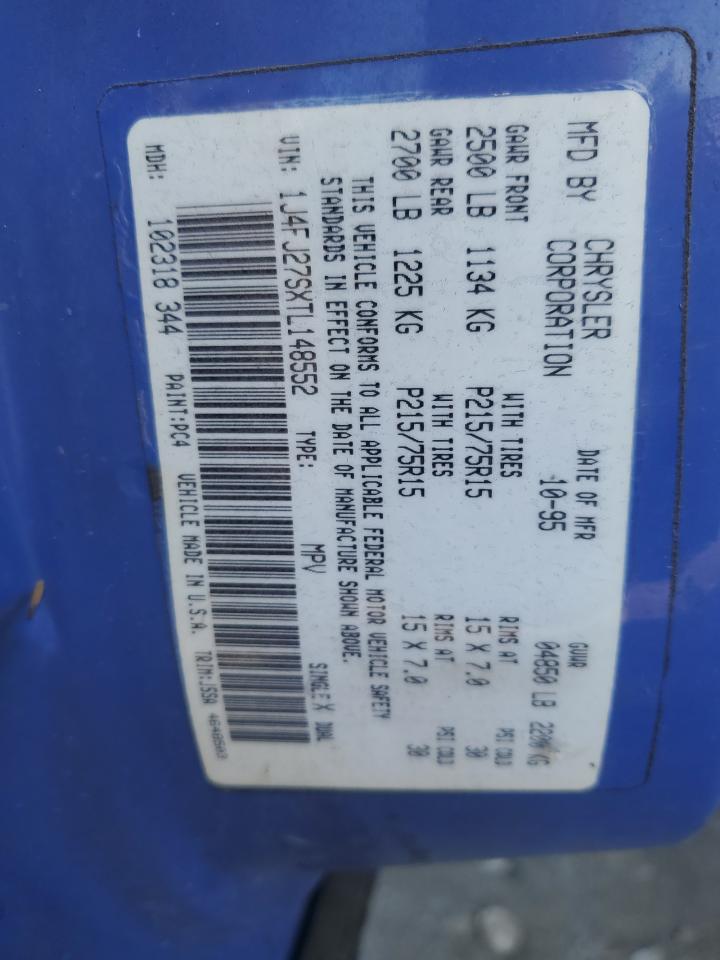 MFD BY CHRYSLER CORPORATION DATE OF MFR 10-95 GVWR 04850 LB 2200 KG
GAWR FRONT WITH TIRES RIMS AT PSI COLD
2500 LB 1134 KG P215/75R15 15 X 7.0 30
GAWR REAR WITH TIRES RIMS AT PSI COLD
2700 LB 1225 KG P215/75R15 15 X 7.0 30
THIS VEHICLE CONFORMS TO ALL APPLICABLE FEDERAL MOTOR VEHICLE SAFETY
STANDARDS IN EFFECT ON THE DATE OF MANUFACTURE SHOWN ABOVE.
VIN: 1J4FJ27SXTL148552 TYPE: MPV SINGLE X DUAL
MDH: 102318 344 PAINT:PC4 VEHICLE MADE IN U.S.A. TRIM:JSSA 4648503